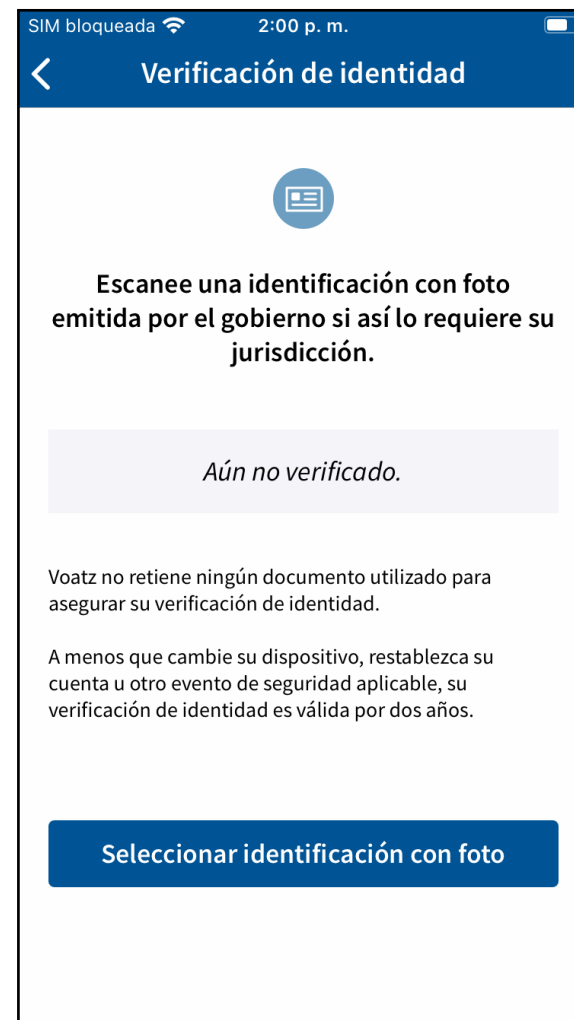 SIM bloqueada 2:00 p. m.
Verificación de identidad
Escanee una identificación con foto
emitida por el gobierno si así lo requiere su
jurisdicción.
Aún no verificado.
Voatz no retiene ningún documento utilizado para
asegurar su verificación de identidad.
A menos que cambie su dispositivo, restablezca su
cuenta u otro evento de seguridad aplicable, su
verificación de identidad es válida por dos años.
Seleccionar identificación con foto